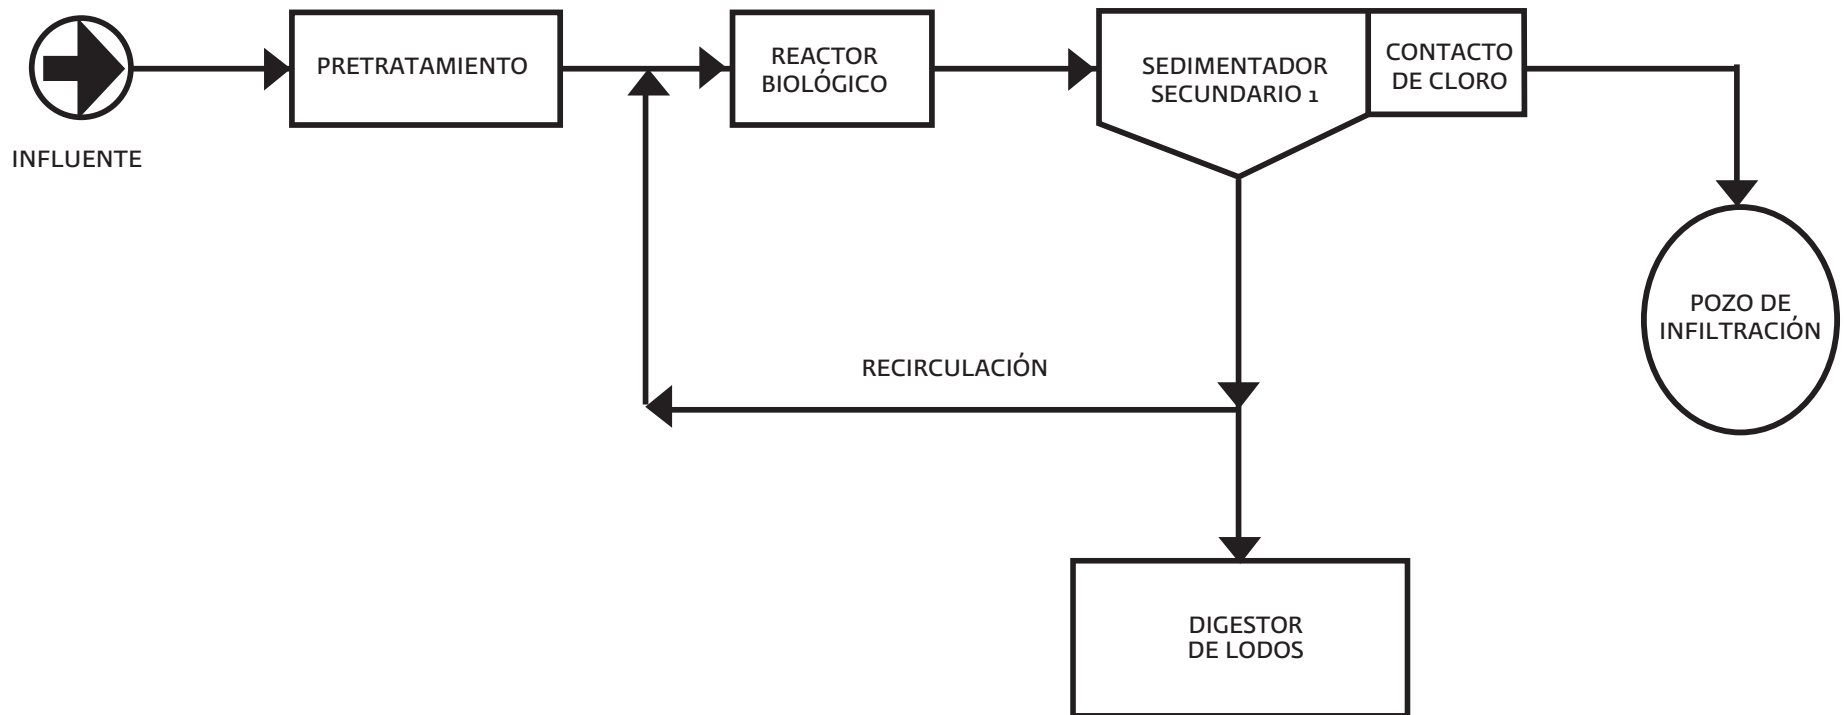 INFLUENTE
PRETRATAMIENTO
REACTOR
BIOLÓGICO
SEDIMENTADOR
SECUNDARIO 1
CONTACTO
DE CLORO
POZO DE
INFILTRACIÓN
RECIRCULACIÓN
DIGESTOR
DE LODOS